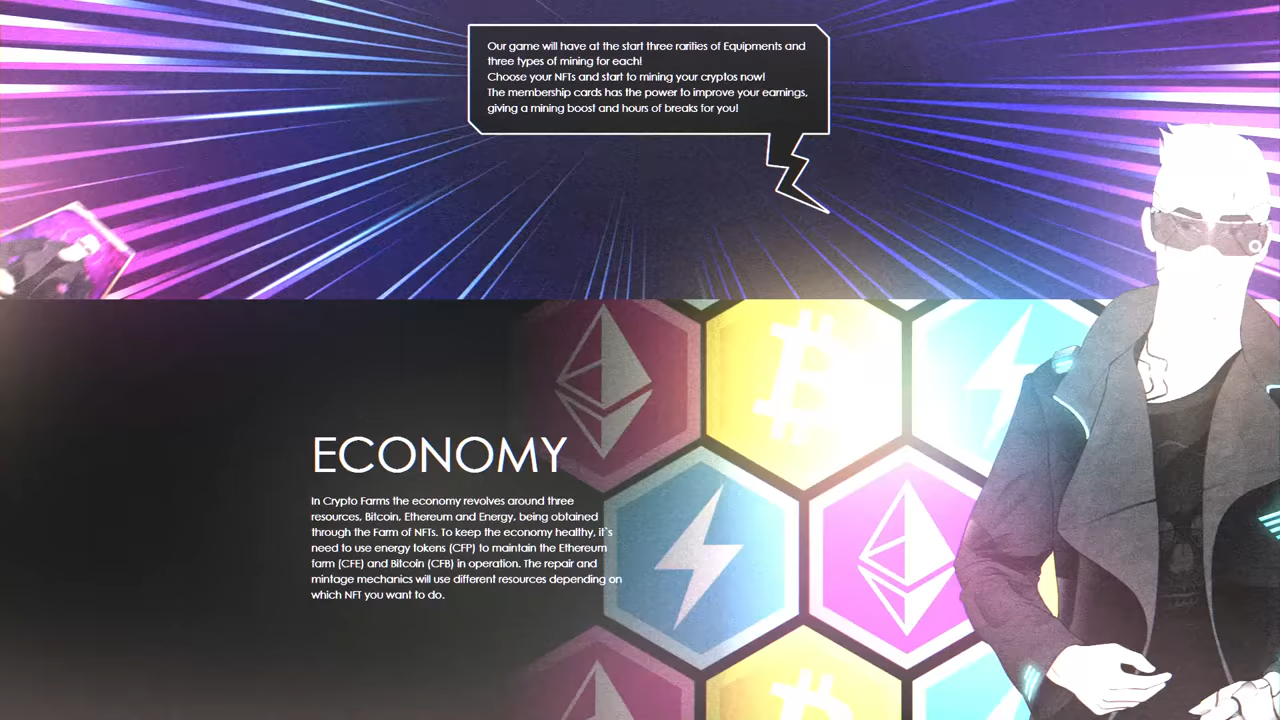 Our game will have at the start three rarities of Equipments and
three types of mining for each!
Choose your NFTs and start to mining your cryptos now!
The membership cards has the power to improve your earnings,
giving a mining boost and hours of breaks for you!
ECONOMY
In Crypto Farms the economy revolves around three
resources, Bitcoin, Ethereum and Energy, being obtained
through the Farm of NFTs. To keep the economy healthy, it`s
need to use energy tokens (CFP) to maintain the Ethereum
farm (CFE) and Bitcoin (CFB) in operation. The repair and
mintage mechanics will use different resources depending on
which NFT you want to do.